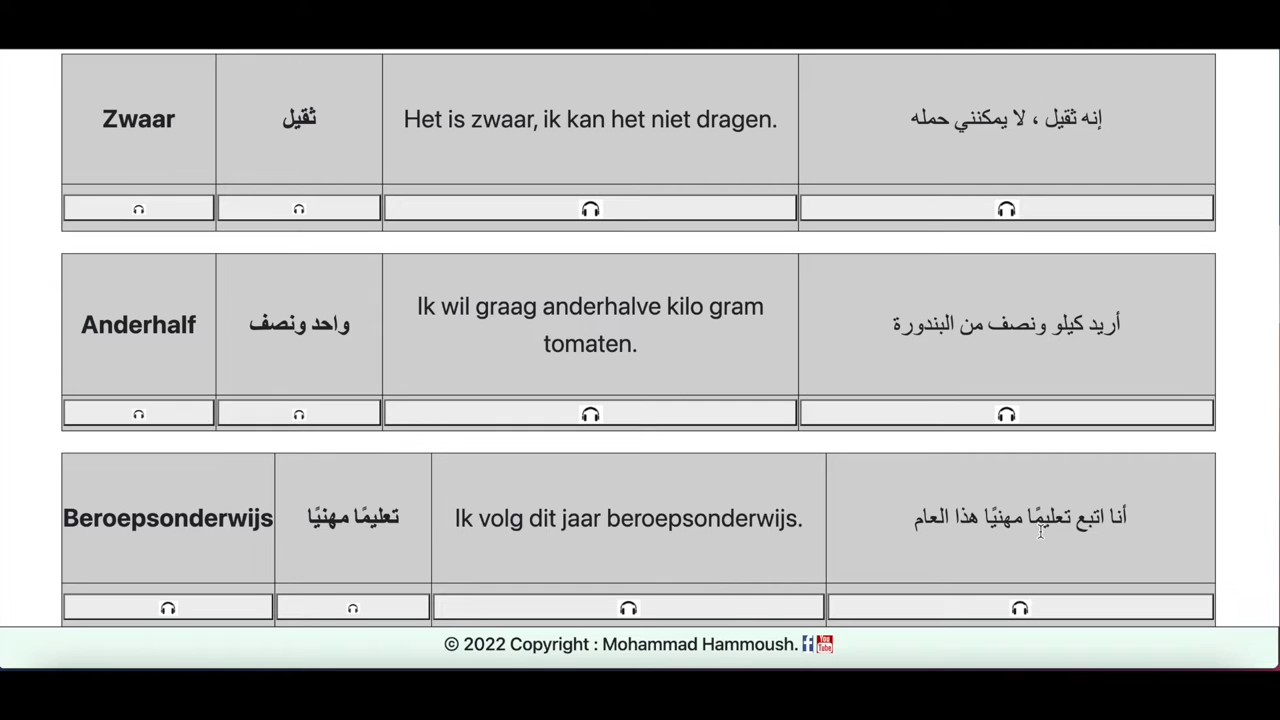 Zwaar
ثقيل
Het is zwaar, ik kan het niet dragen.
إنه ثقيل ، لا يمكنني حمله
Anderhalf
واحد ونصف
Ik wil graag anderhalve kilo gram
tomaten.
أريد كيلو ونصف من البندورة
Beroepsonderwijs
تعليمًا مهنيًا
Ik volg dit jaar beroepsonderwijs.
أنا اتبع تعليمًا مهنيًا هذا العام
© 2022 Copyright : Mohammad Hammoush.
You
Tube